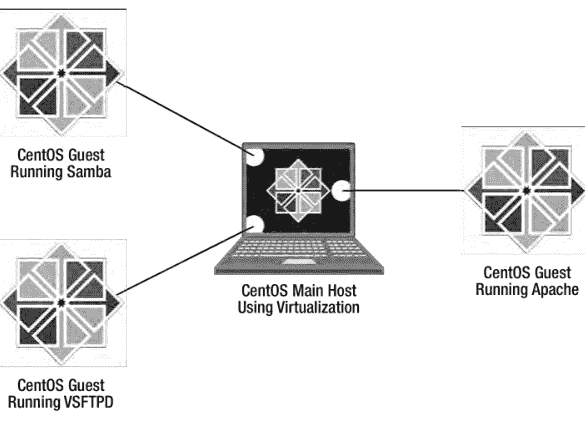 CentOS Guest
Running Samba
CentOS Main Host
Using Virtualization
CentOS Guest
Running Apache
CentOS Guest
Running VSFTPD